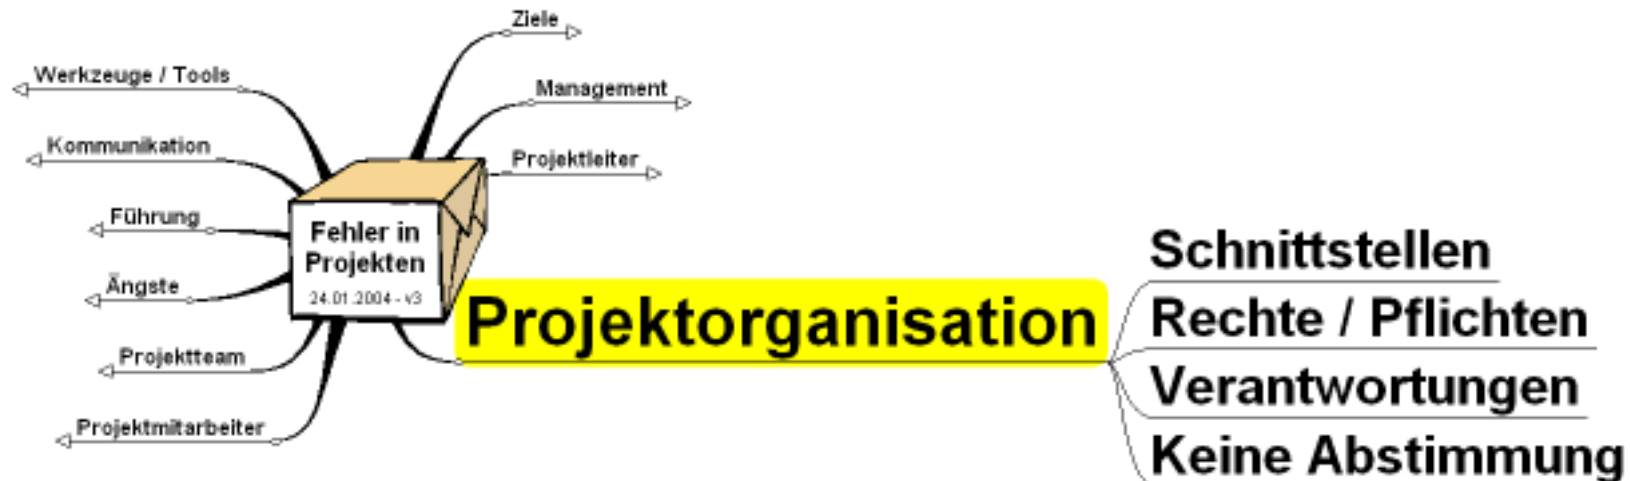 Ziele
Werkzeuge / Tools
Management
Kommunikation
Projektleiter
Führung
Fehler in
Projekten
24.01.2004 - v3
Ängste
Projektteam
Projektmitarbeiter
Projektorganisation
Schnittstellen
Rechte / Pflichten
Verantwortungen
Keine Abstimmung